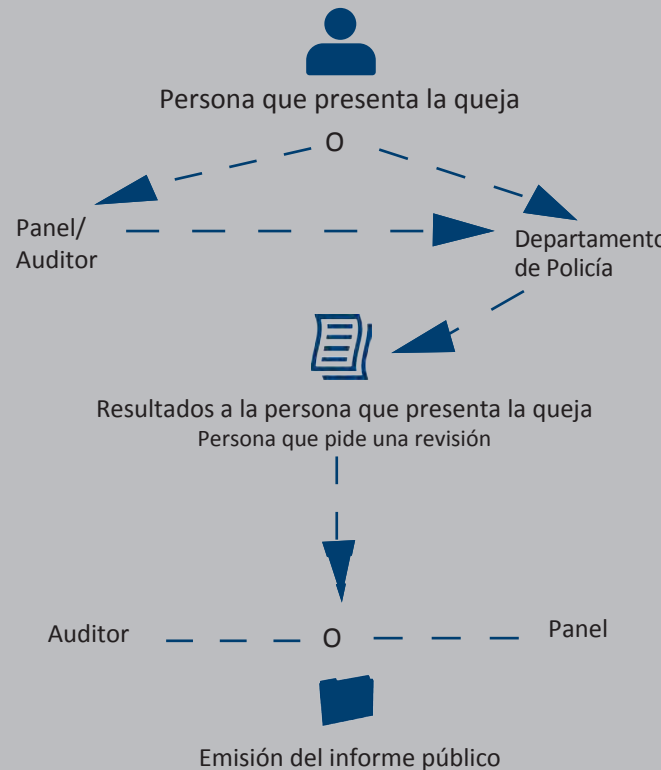 Persona que presenta la queja
O
Panel/
Auditor
Departamento
de Policía
Resultados a la persona que presenta la queja
Persona que pide una revisión
Auditor
O
Panel
Emisión del informe público